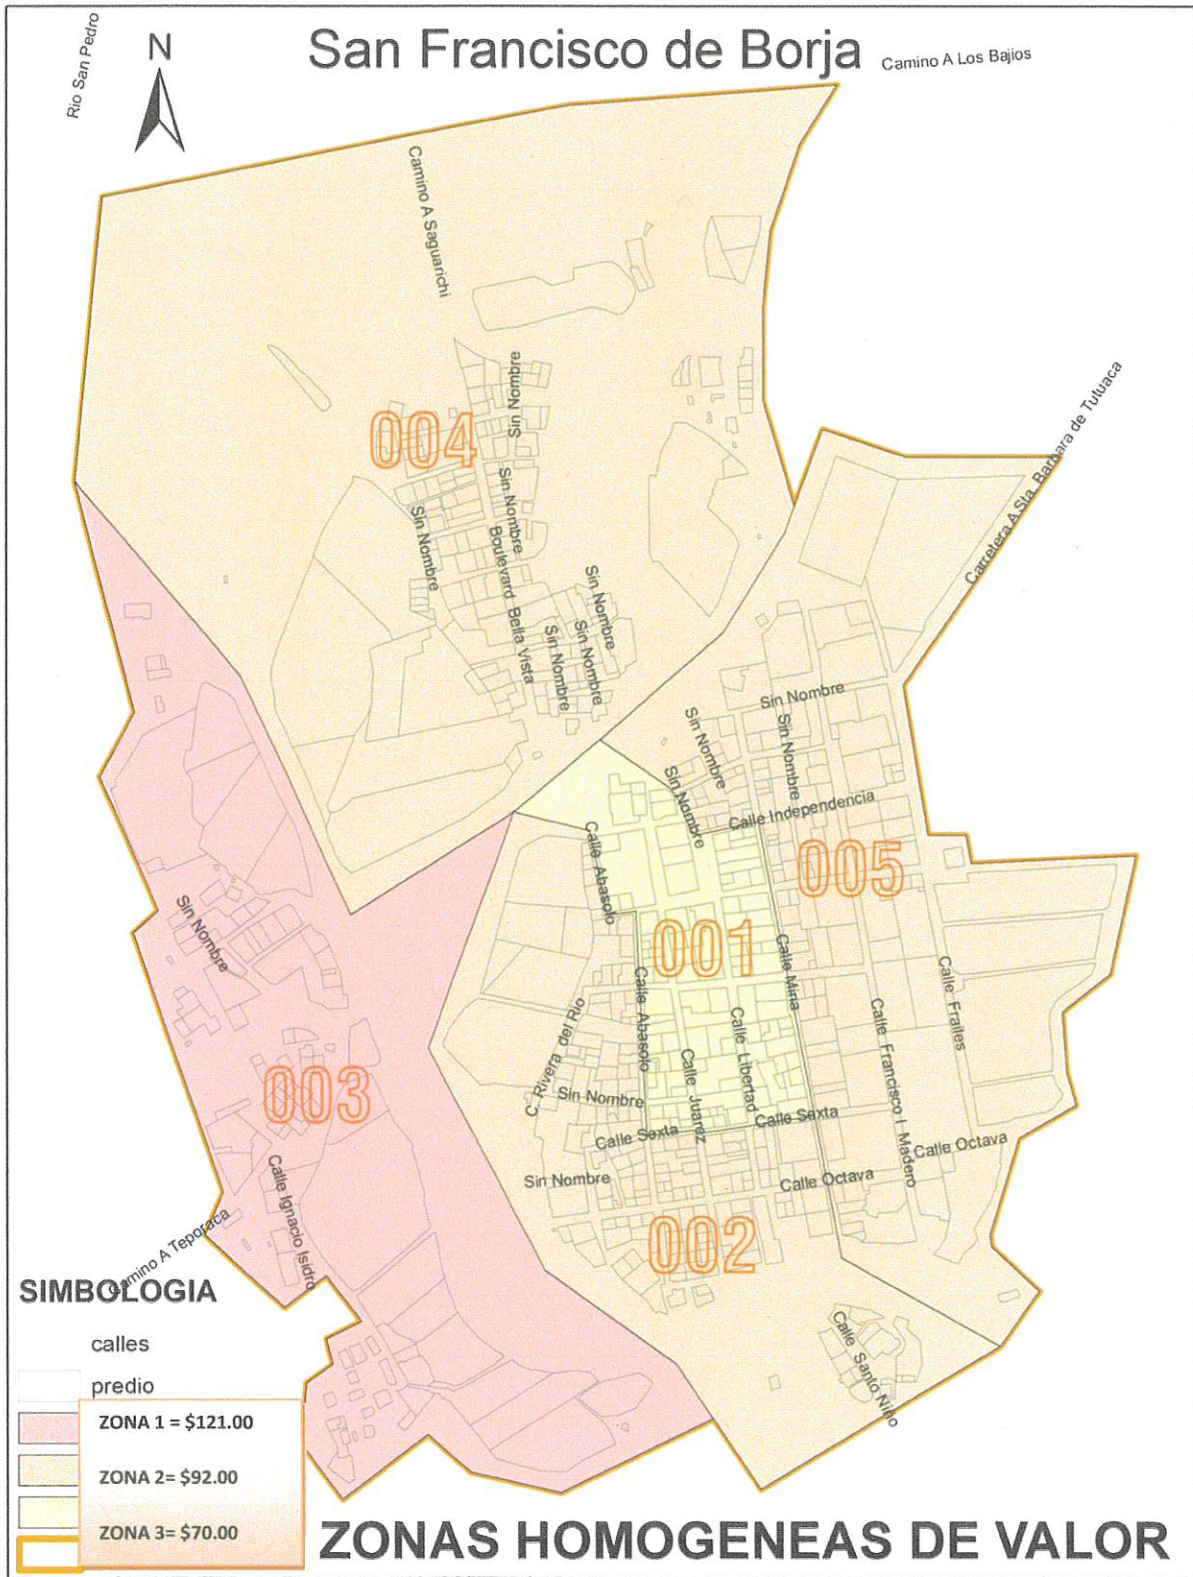 San Francisco de Borja
N
Rio San Pedro
Camino A Los Bajios
Camino A Saguarichi
Sin Nombre
004
Carretera A Sta. Barbara de Tutuaca
Sin Nombre
Sin Nombre
Boulevard Bella Vista
Sin Nombre
Sin Nombre
Sin Nombre
Sin Nombre
Sin Nombre
Sin Nombre
Sin Nombre
Calle Independencia
Calle Abasolo
005
Sin Nombre
001
Calle Mina
Calle Frailes
Calle Abasolo
C. Rivera del Rio
Calle Libertad
Calle Francisco I Madero
003
Calle Juarez
Sin Nombre
Calle Sexta
Calle Sexta
Calle Octava
Sin Nombre
Calle Octava
Calle Ignacio Isidro
002
Camino A Teporaca
Calle Santo Niño
SIMBOLOGIA
calles
predio
ZONA 1 = $121.00
ZONA 2= $92.00
ZONA 3= $70.00
ZONAS HOMOGENEAS DE VALOR